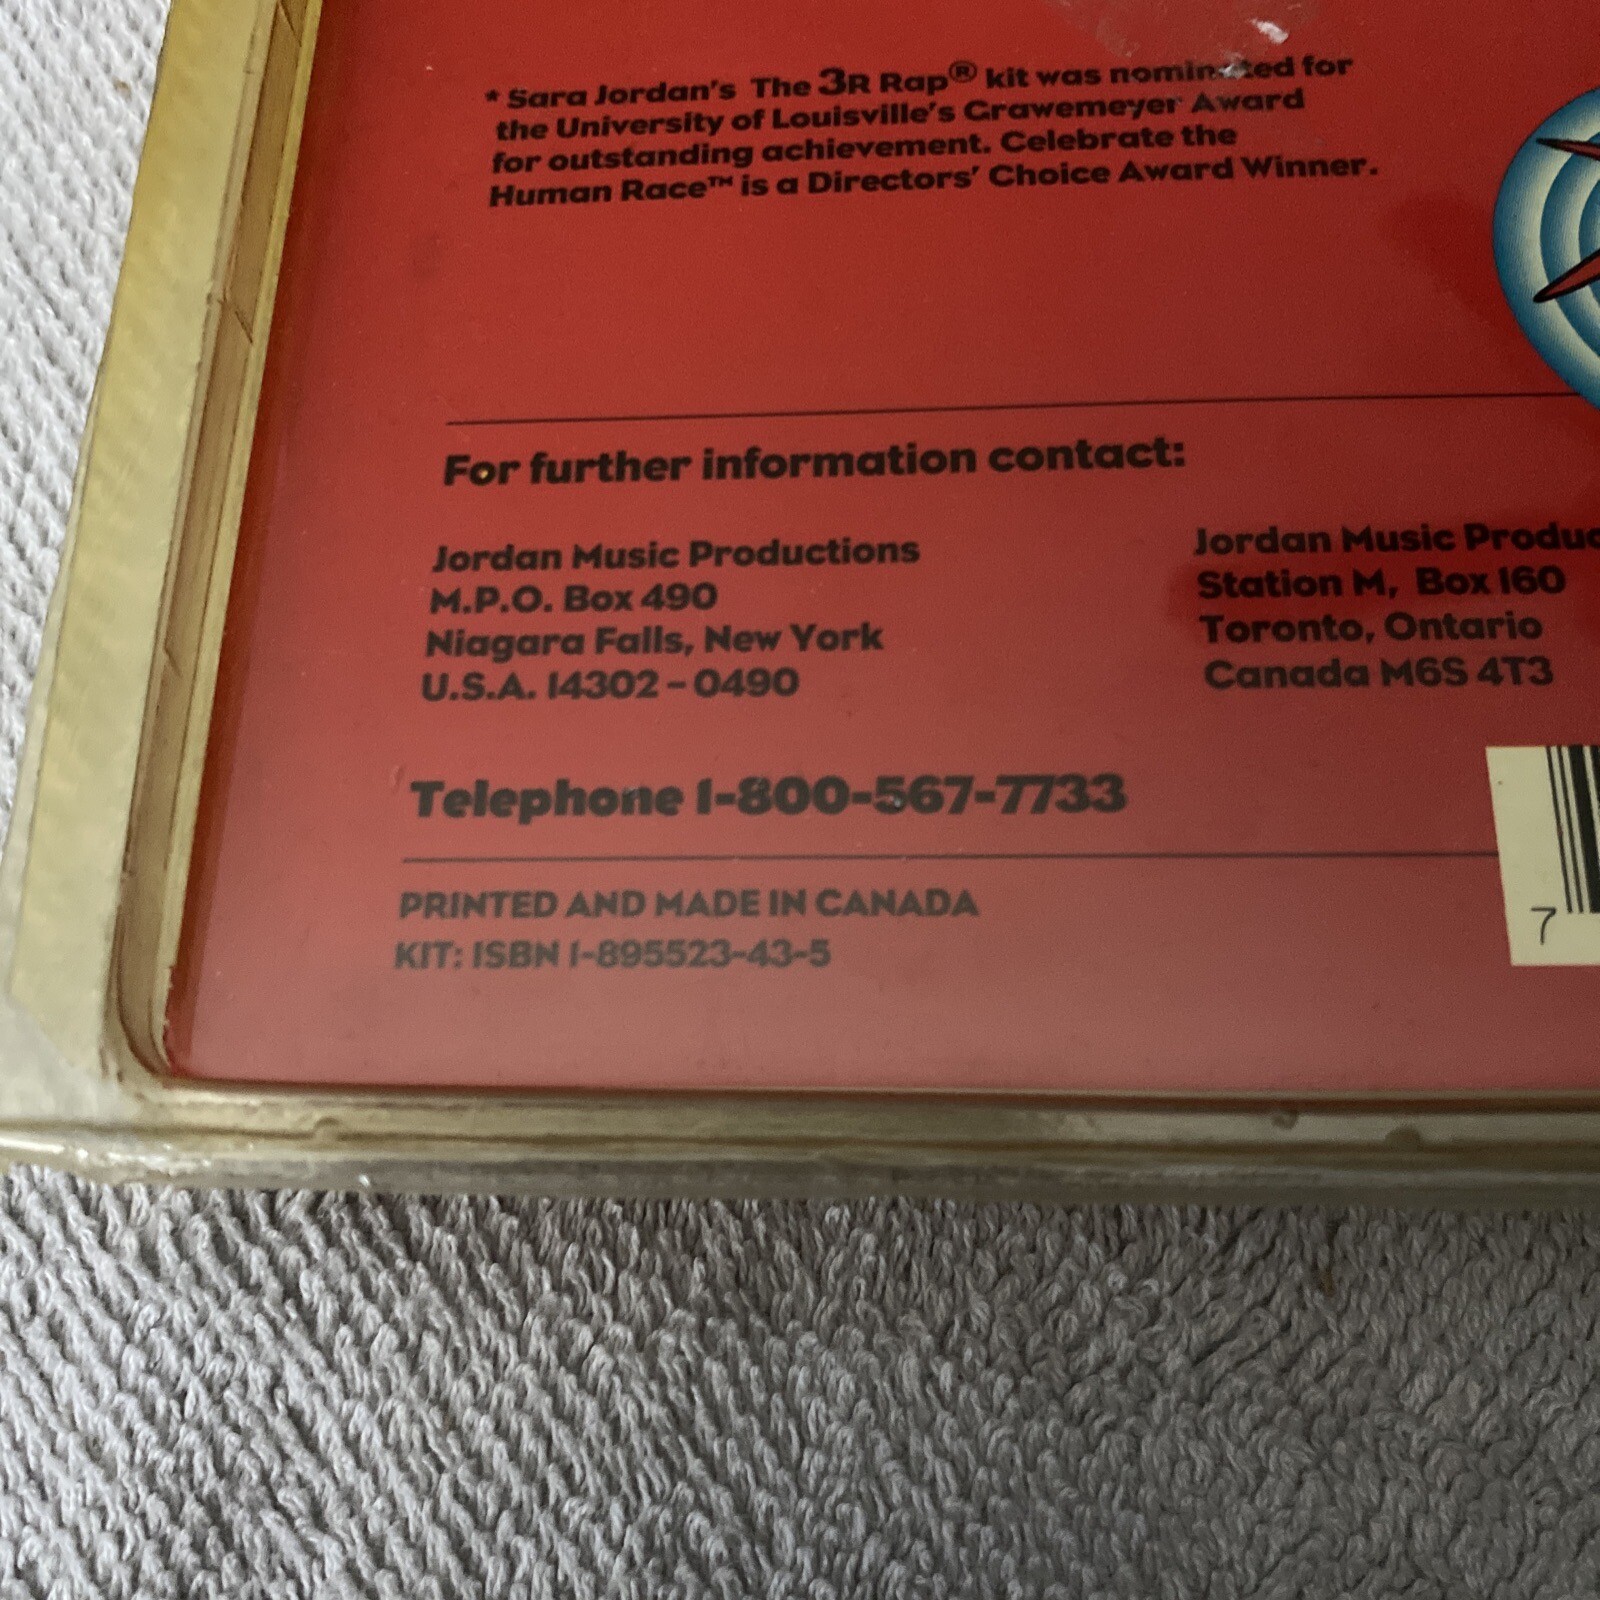 * Sara Jordan's The 3R Rap® kit was nominated for
the University of Louisville's Grawemeyer Award
for outstanding achievement. Celebrate the
Human Race™ is a Directors' Choice Award Winner.
For further information contact:
Jordan Music Productions
M.P.O. Box 490
Niagara Falls, New York
U.S.A. 14302-0490
Jordan Music Produc
Station M, Box 160
Toronto, Ontario
Canada M6S 4T3
Telephone 1-800-567-7733
PRINTED AND MADE IN CANADA
KIT: ISBN 1-895523-43-5
7